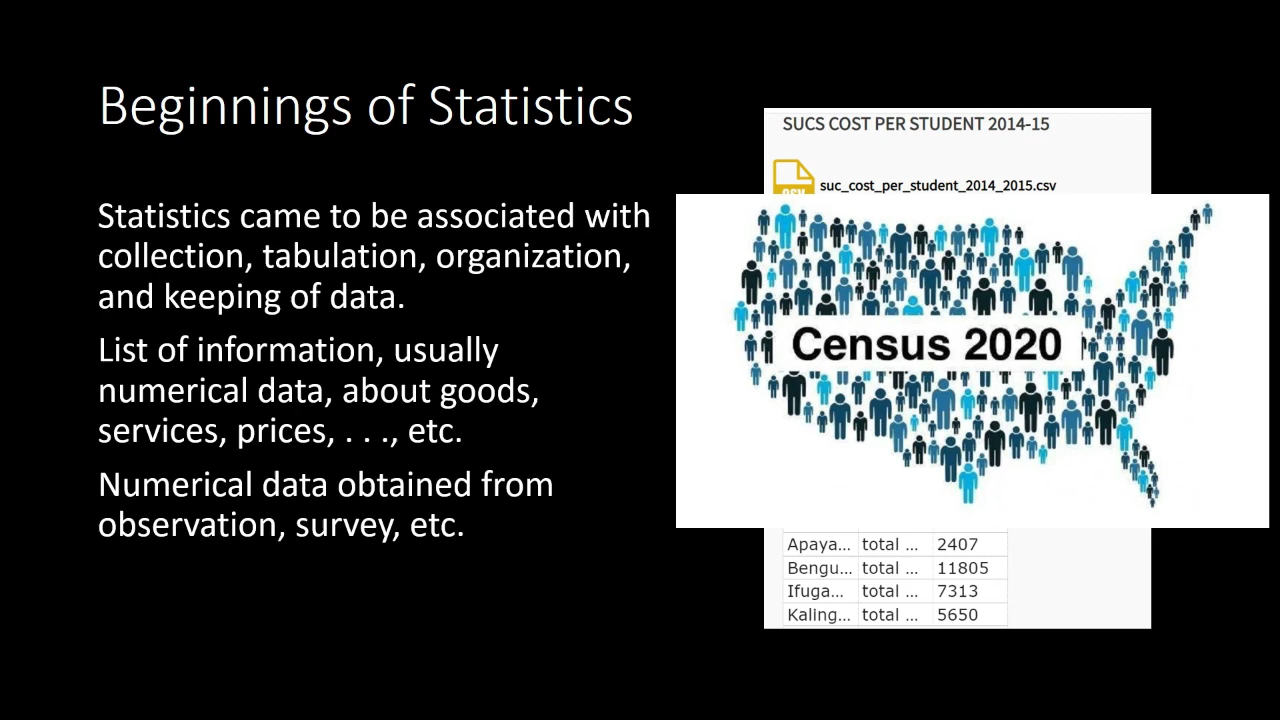 Beginnings of Statistics
Statistics came to be associated with
collection, tabulation, organization,
and keeping of data.
List of information, usually
numerical data, about goods,
services, prices, . . ., etc.
Numerical data obtained from
observation, survey, etc.
SUCS COST PER STUDENT 2014-15
CSV
suc_cost_per_student_2014_2015.csv
Census 2020
Apaya... total ... 2407
Bengu... total ... 11805
Ifuga... total ... 7313
Kaling... total ... 5650